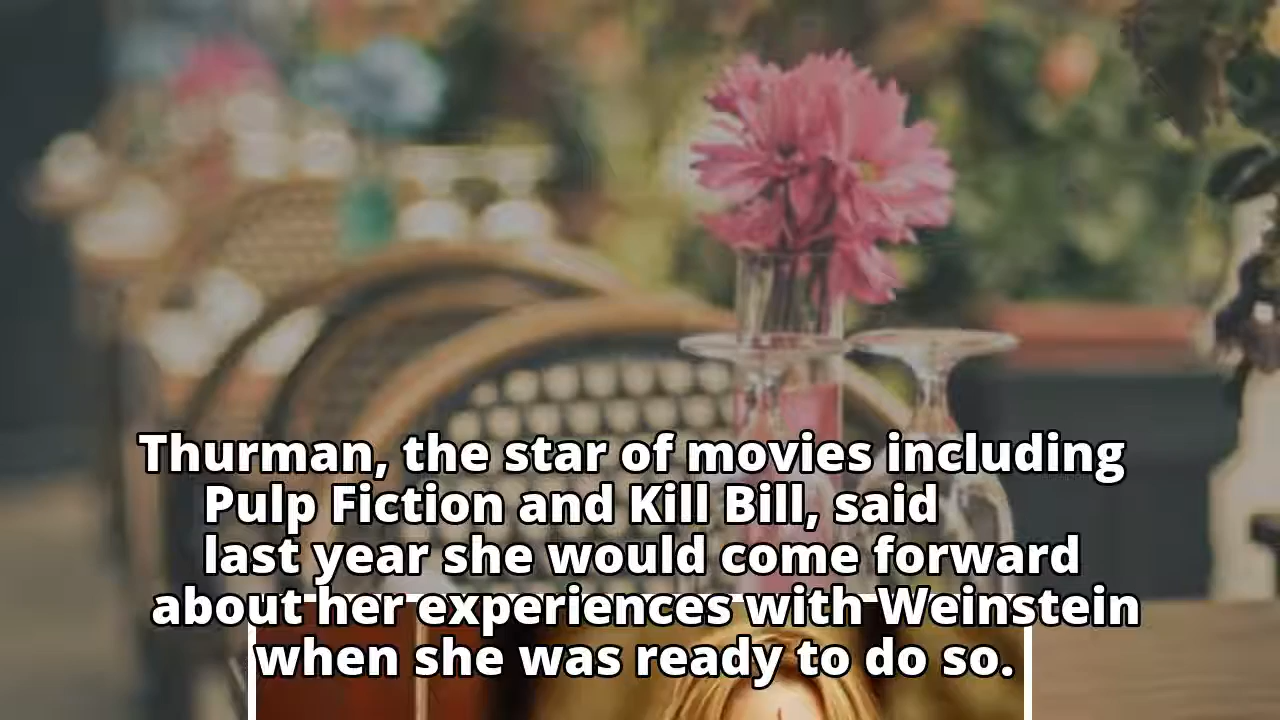 Thurman, the star of movies including
Pulp Fiction and Kill Bill, said
last year she would come forward
about her experiences with Weinstein
when she was ready to do so.